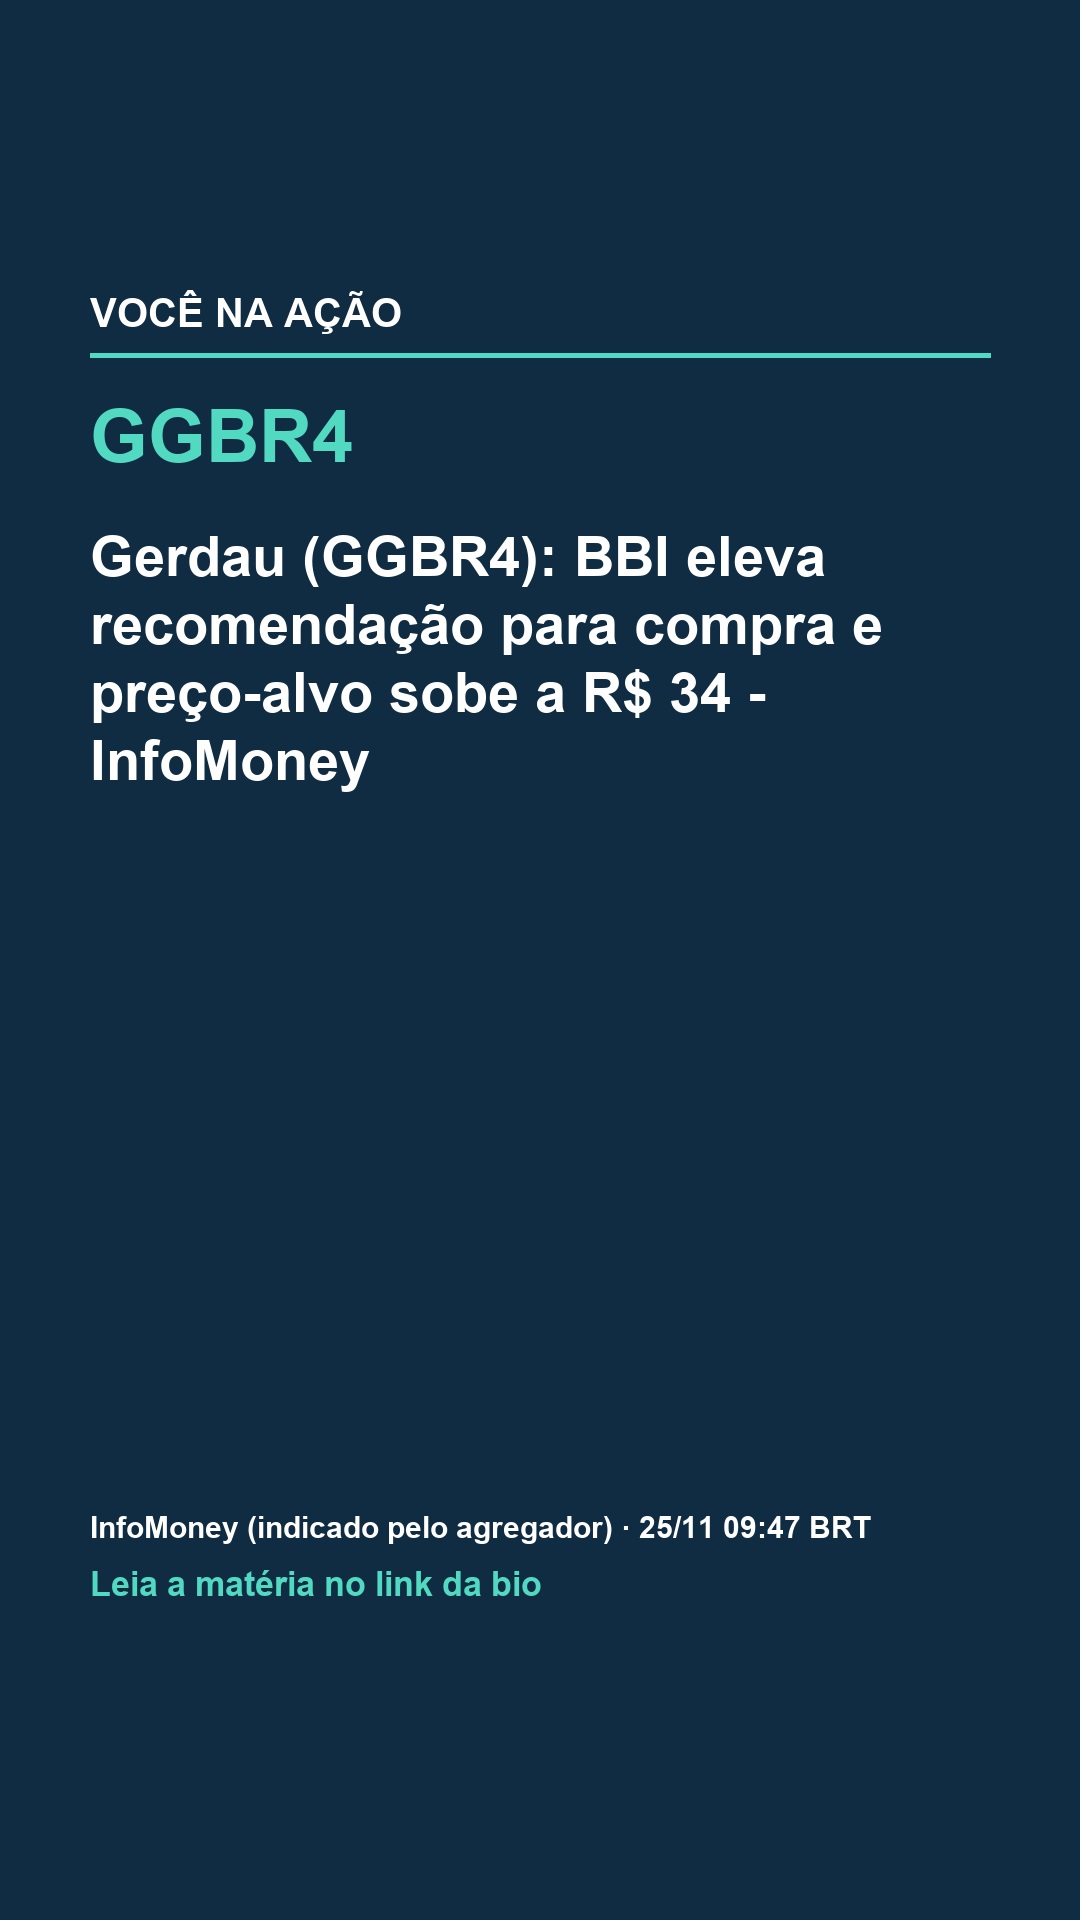 VOCÊ NA AÇÃO
GGBR4
Gerdau (GGBR4): BBI eleva
recomendação para compra e
preço-alvo sobe a R$ 34 -
InfoMoney
InfoMoney (indicado pelo agregador) · 25/11 09:47 BRT
Leia a matéria no link da bio